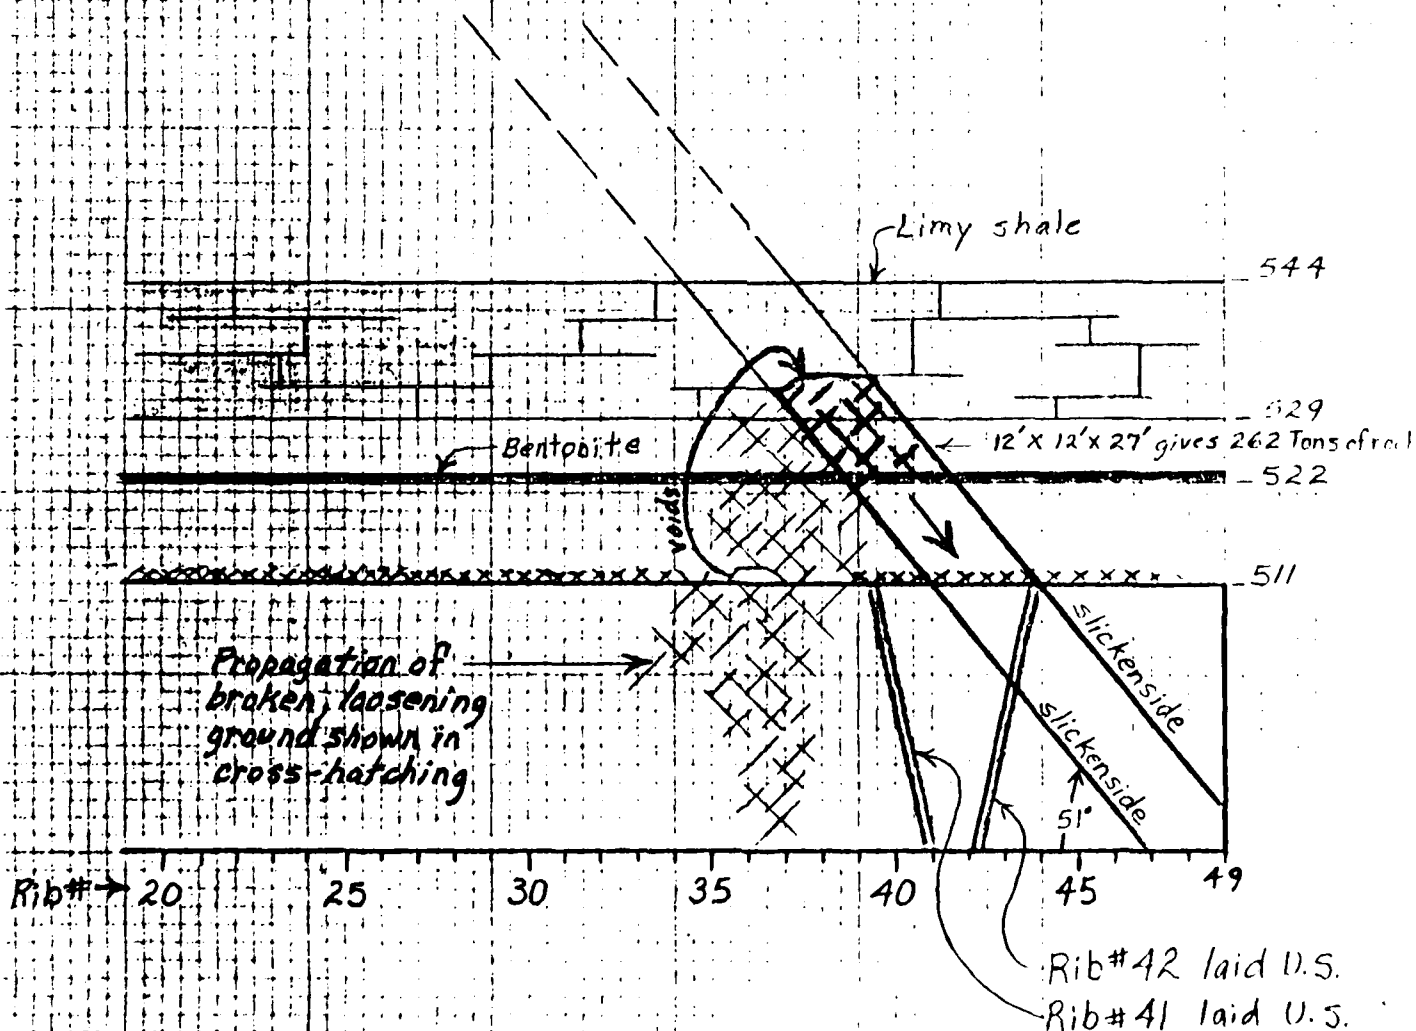 Limy shale
544
529
12' X 12' X 27' gives 262 Tons of rock
Bentonite
522
voids
511
slickenside
Propagation of
broken, loosening
ground shown in
cross-hatching
slickenside
51°
Rib# 20 25 30 35 40 45 49
Rib#42 laid U.S.
Rib#41 laid U.S.